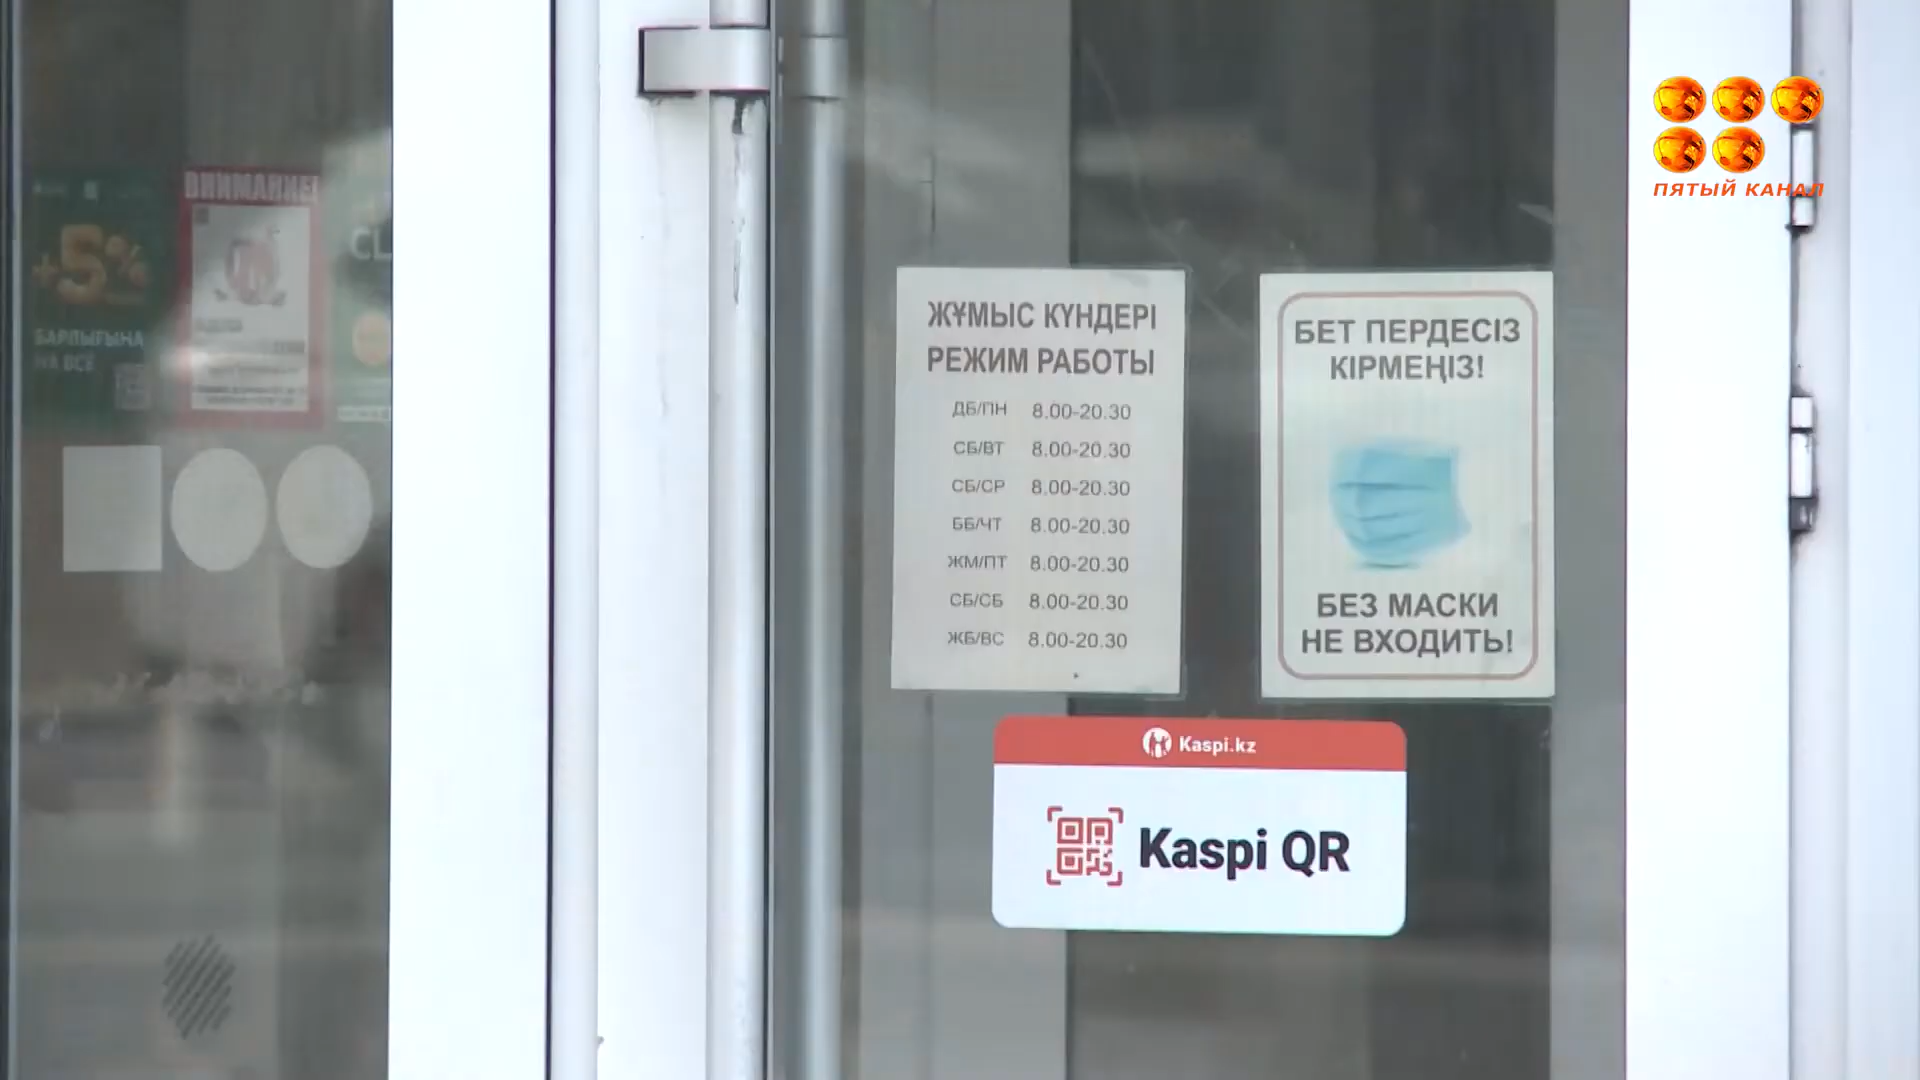 ПЯТЫЙ КАНАЛ
ВНИМАНИЕ!
+5%
БАРЛЫҒЫНА
НА ВСЕ
ЖҰМЫС КҮНДЕРІ
РЕЖИМ РАБОТЫ
ДБ/ПН 8.00-20.30
СБ/ВТ 8.00-20.30
СБ/СР 8.00-20.30
ББ/ЧТ 8.00-20.30
ЖМ/ПТ 8.00-20.30
СБ/СБ 8.00-20.30
ЖБ/ВС 8.00-20.30
БЕТ ПЕРДЕСІЗ
КІРМЕҢІЗ!
БЕЗ МАСКИ
НЕ ВХОДИТЬ!
Kaspi.kz
Kaspi QR